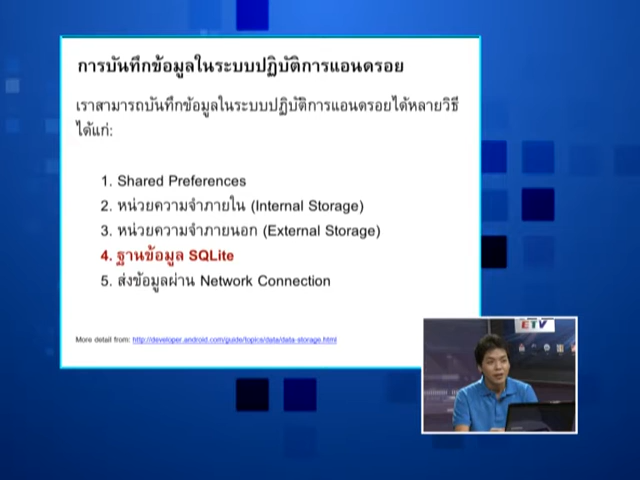 การบันทึกข้อมูลในระบบปฏิบัติการแอนดรอย
เราสามารถบันทึกข้อมูลในระบบปฏิบัติการแอนดรอยได้หลายวิธี
ได้แก่:
1. Shared Preferences
2. หน่วยความจำภายใน (Internal Storage)
3. หน่วยความจำภายนอก (External Storage)
4. ฐานข้อมูล SQLite
5. ส่งข้อมูลผ่าน Network Connection
More detail from: http://developer.android.com/guide/topics/data/data-storage.html
ETV